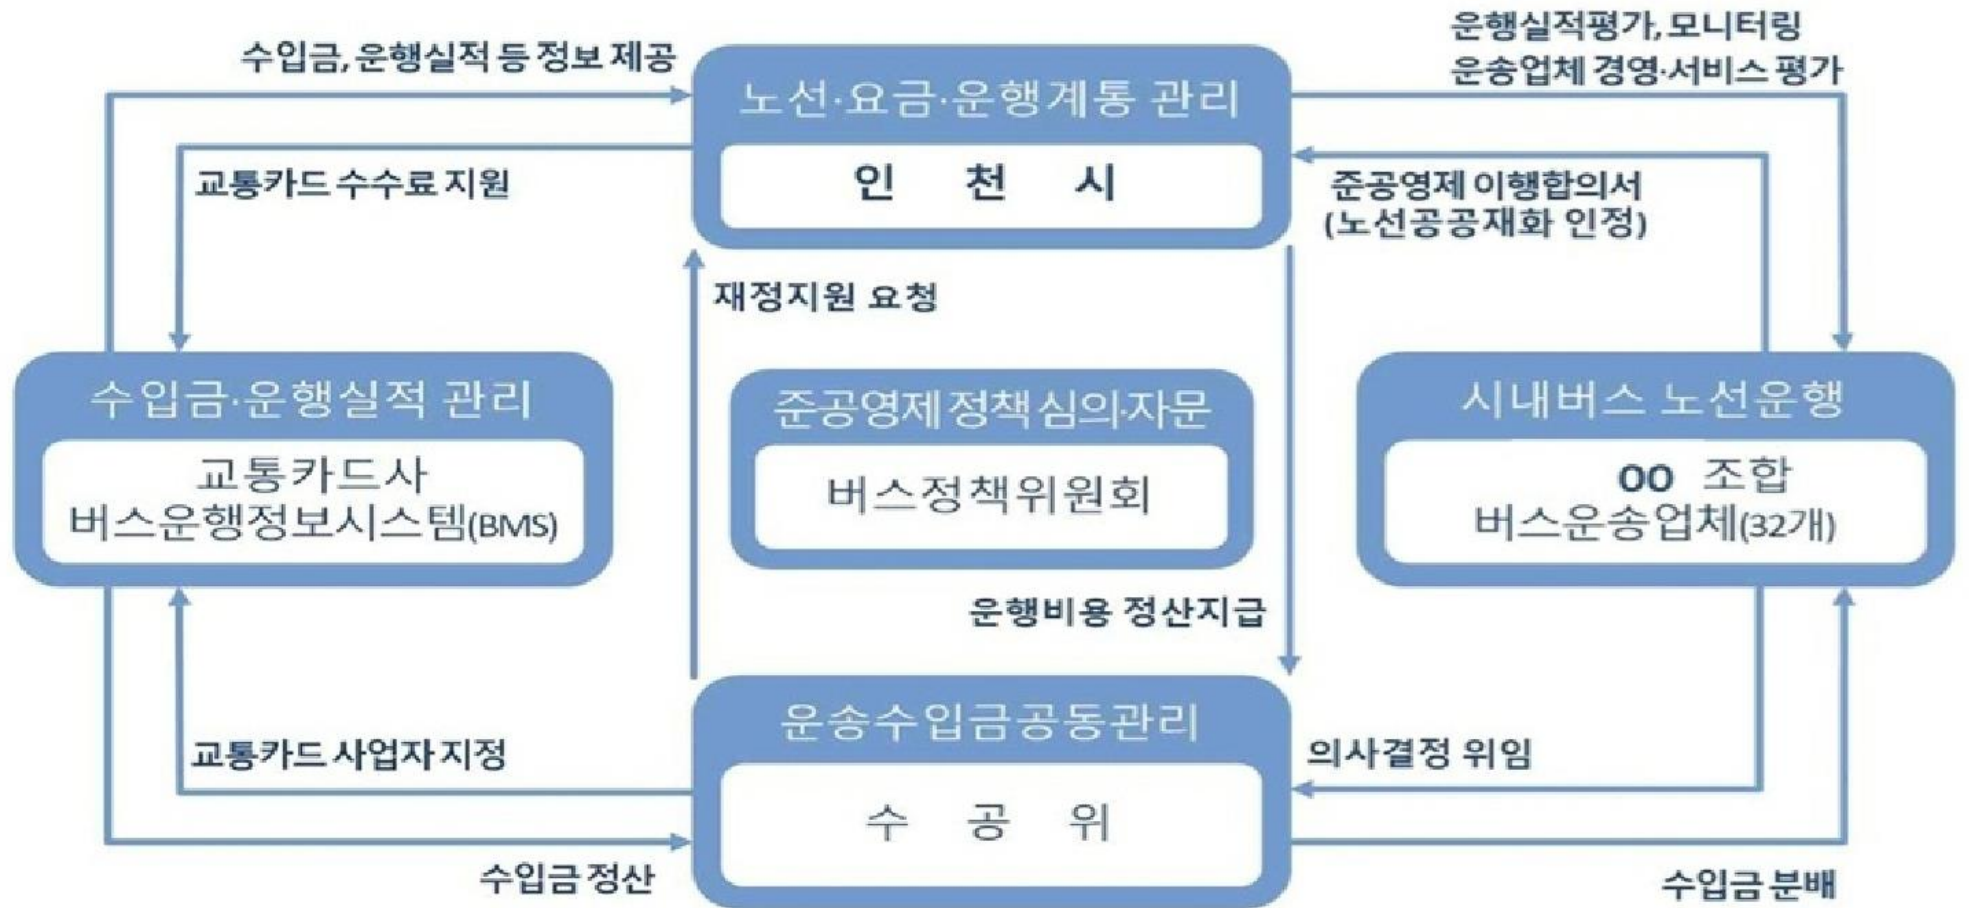 수입금, 운행실적 등 정보 제공
운행실적평가, 모니터링
운송업체 경영·서비스 평가
노선·요금·운행계통 관리
인 천 시
교통카드 수수료 지원
준공영제 이행합의서
(노선공공재화 인정)
재정지원 요청
수입금·운행실적 관리
교통카드사
버스운행정보시스템(BMS)
준공영제 정책 심의·자문
버스정책위원회
시내버스 노선운행
00 조합
버스운송업체(32개)
운행비용 정산지급
운송수입금공동관리
수 공 위
교통카드 사업자 지정
의사결정 위임
수입금 정산
수입금 분배